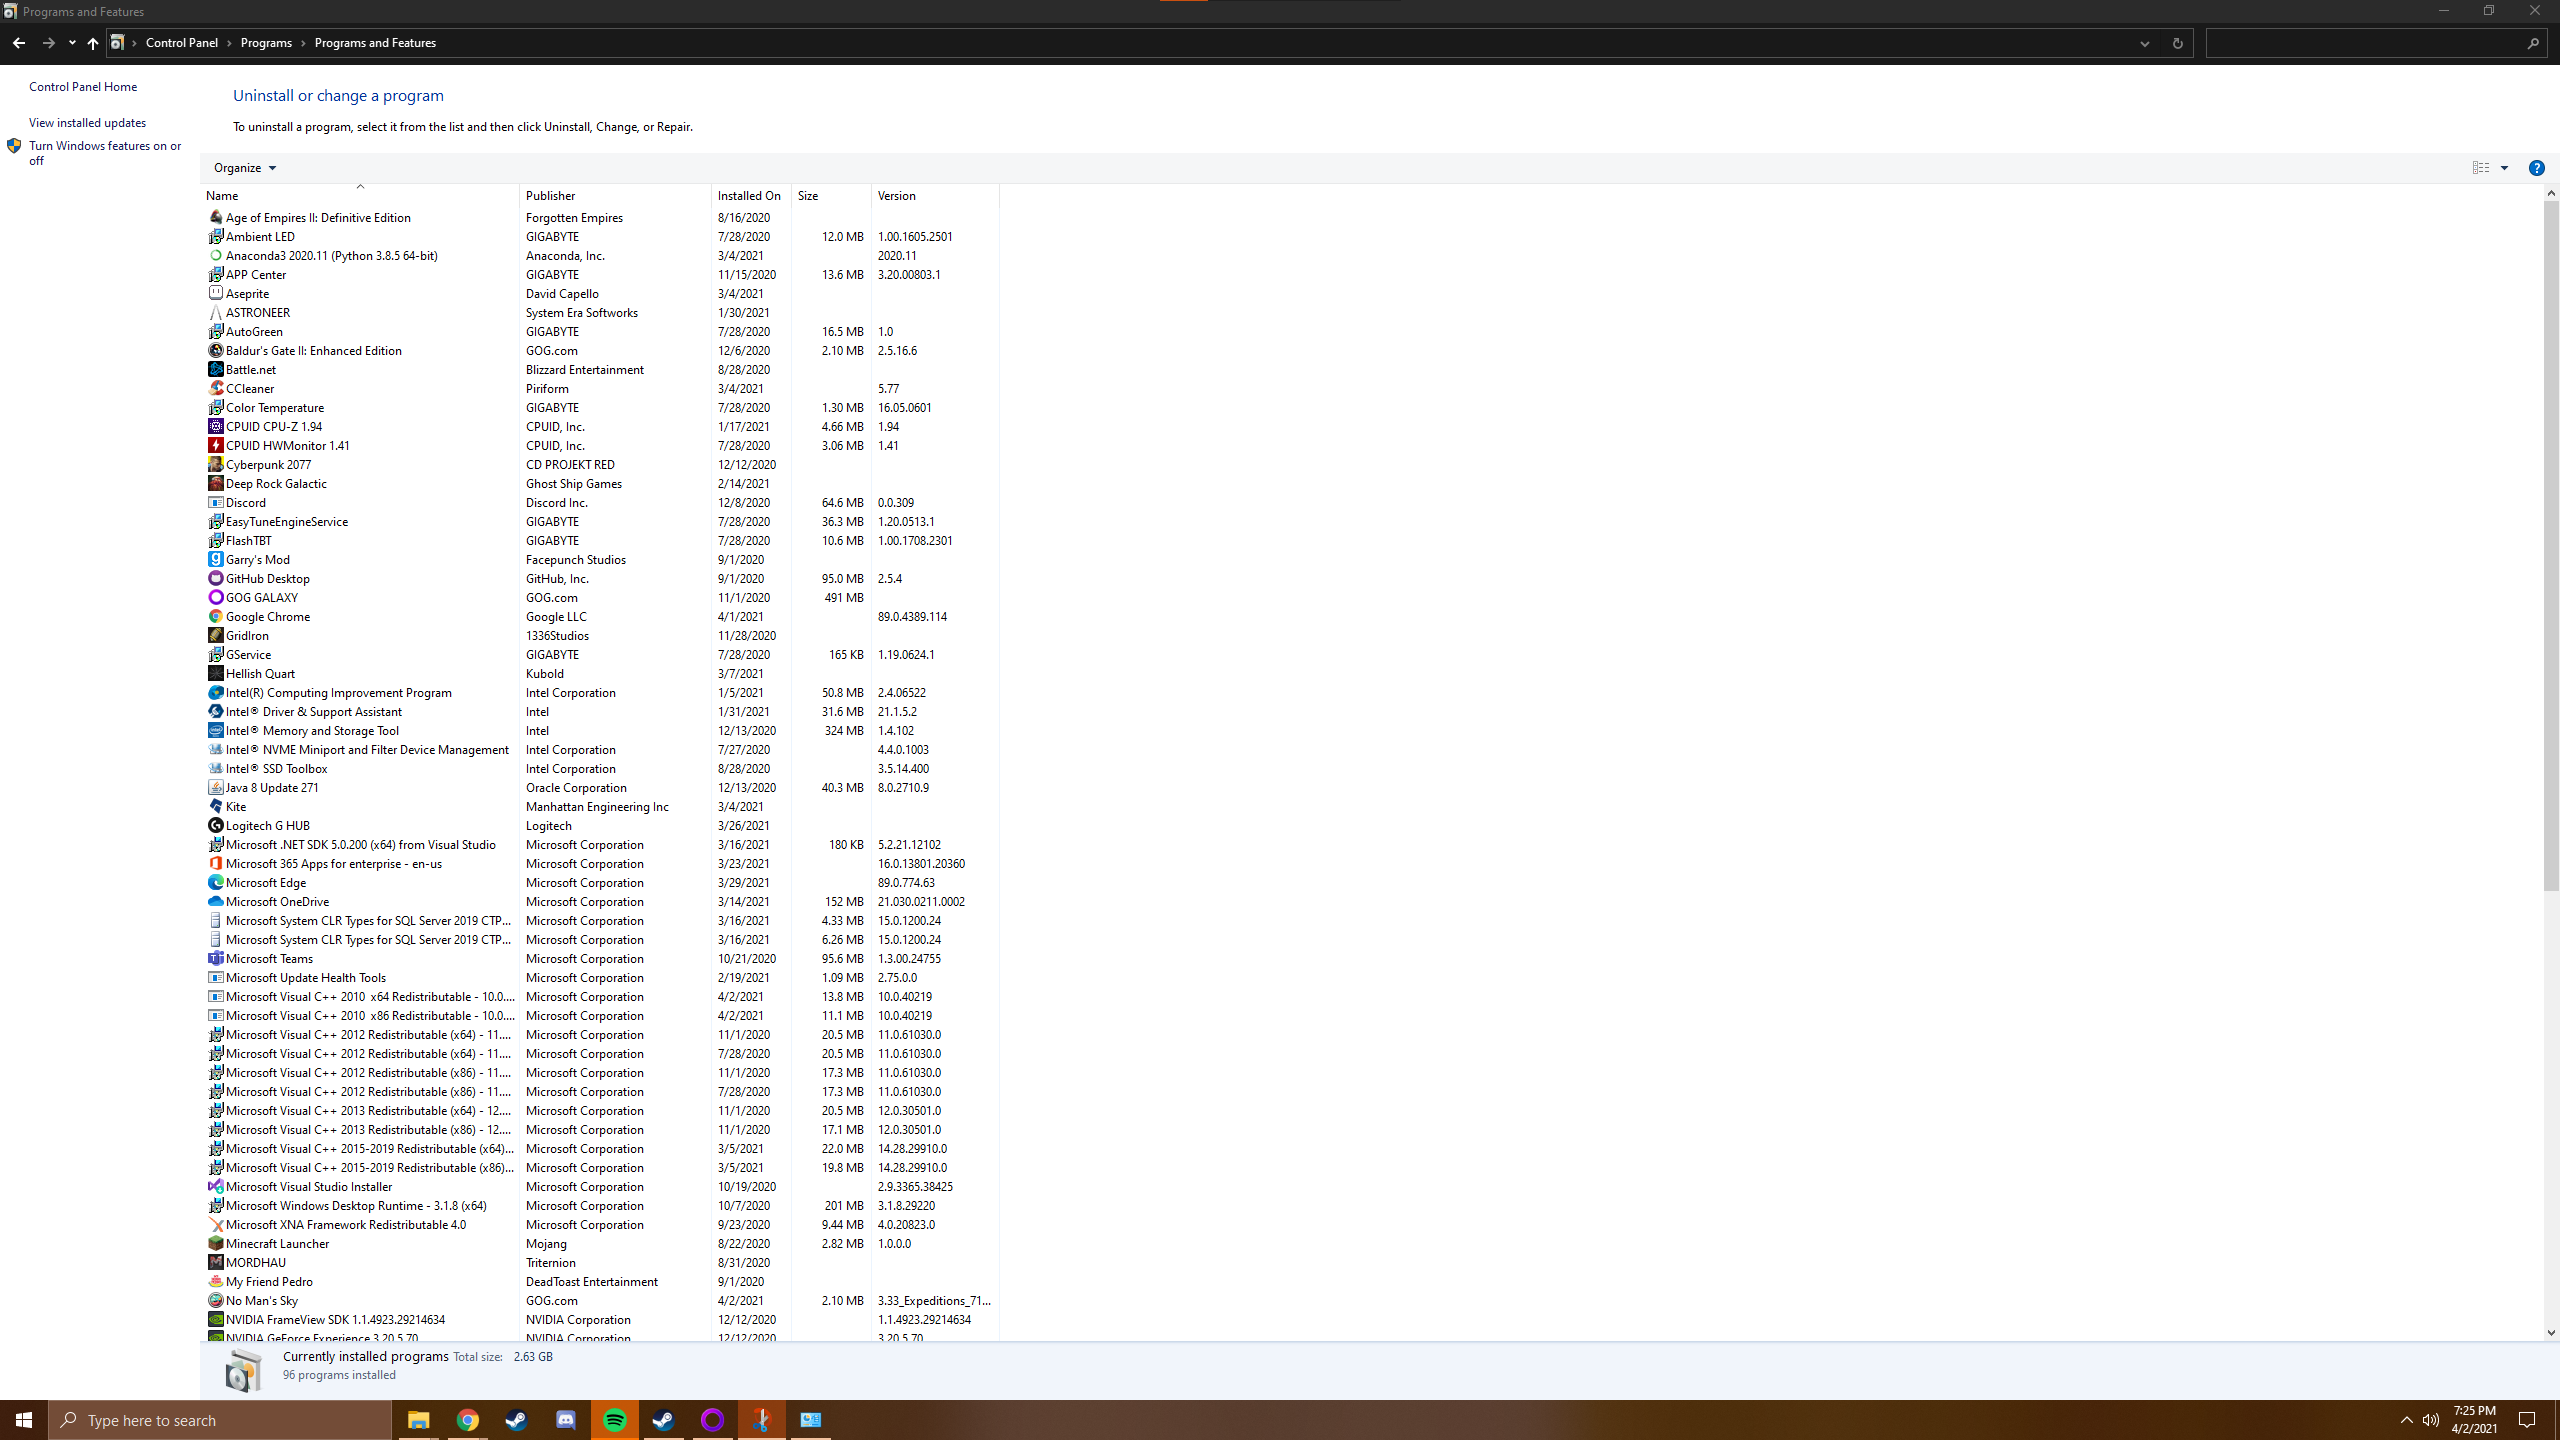 Programs and Features
Control Panel > Programs > Programs and Features
Control Panel Home
View installed updates
Turn Windows features on or
off
Uninstall or change a program
To uninstall a program, select it from the list and then click Uninstall, Change, or Repair.
Organize
Name Publisher Installed On Size Version
Age of Empires II: Definitive Edition Forgotten Empires 8/16/2020
Ambient LED GIGABYTE 7/28/2020 12.0 MB 1.00.1605.2501
Anaconda3 2020.11 (Python 3.8.5 64-bit) Anaconda, Inc. 3/4/2021 2020.11
APP Center GIGABYTE 11/15/2020 13.6 MB 3.20.00803.1
Aseprite David Capello 3/4/2021
ASTRONEER System Era Softworks 1/30/2021
AutoGreen GIGABYTE 7/28/2020 16.5 MB 1.0
Baldur's Gate II: Enhanced Edition GOG.com 12/6/2020 2.10 MB 2.5.16.6
Battle.net Blizzard Entertainment 8/28/2020
CCleaner Piriform 3/4/2021 5.77
Color Temperature GIGABYTE 7/28/2020 1.30 MB 16.05.0601
CPUID CPU-Z 1.94 CPUID, Inc. 1/17/2021 4.66 MB 1.94
CPUID HWMonitor 1.41 CPUID, Inc. 7/28/2020 3.06 MB 1.41
Cyberpunk 2077 CD PROJEKT RED 12/12/2020
Deep Rock Galactic Ghost Ship Games 2/14/2021
Discord Discord Inc. 12/8/2020 64.6 MB 0.0.309
EasyTuneEngineService GIGABYTE 7/28/2020 36.3 MB 1.20.0513.1
FlashTBT GIGABYTE 7/28/2020 10.6 MB 1.00.1708.2301
Garry's Mod Facepunch Studios 9/1/2020
GitHub Desktop GitHub, Inc. 9/1/2020 95.0 MB 2.5.4
GOG GALAXY GOG.com 11/1/2020 491 MB
Google Chrome Google LLC 4/1/2021 89.0.4389.114
GridIron 1336Studios 11/28/2020
GService GIGABYTE 7/28/2020 165 KB 1.19.0624.1
Hellish Quart Kubold 3/7/2021
Intel(R) Computing Improvement Program Intel Corporation 1/5/2021 50.8 MB 2.4.06522
Intel® Driver & Support Assistant Intel 1/31/2021 31.6 MB 21.1.5.2
Intel® Memory and Storage Tool Intel 12/13/2020 324 MB 1.4.102
Intel® NVME Miniport and Filter Device Management Intel Corporation 7/27/2020 4.4.0.1003
Intel® SSD Toolbox Intel Corporation 8/28/2020 3.5.14.400
Java 8 Update 271 Oracle Corporation 12/13/2020 40.3 MB 8.0.2710.9
Kite Manhattan Engineering Inc 3/4/2021
Logitech G HUB Logitech 3/26/2021
Microsoft .NET SDK 5.0.200 (x64) from Visual Studio Microsoft Corporation 3/16/2021 180 KB 5.2.21.12102
Microsoft 365 Apps for enterprise - en-us Microsoft Corporation 3/23/2021 16.0.13801.20360
Microsoft Edge Microsoft Corporation 3/29/2021 89.0.774.63
Microsoft OneDrive Microsoft Corporation 3/14/2021 152 MB 21.030.0211.0002
Microsoft System CLR Types for SQL Server 2019 CTP... Microsoft Corporation 3/16/2021 4.33 MB 15.0.1200.24
Microsoft System CLR Types for SQL Server 2019 CTP... Microsoft Corporation 3/16/2021 6.26 MB 15.0.1200.24
Microsoft Teams Microsoft Corporation 10/21/2020 95.6 MB 1.3.00.24755
Microsoft Update Health Tools Microsoft Corporation 2/19/2021 1.09 MB 2.75.0.0
Microsoft Visual C++ 2010 x64 Redistributable - 10.0.... Microsoft Corporation 4/2/2021 13.8 MB 10.0.40219
Microsoft Visual C++ 2010 x86 Redistributable - 10.0.... Microsoft Corporation 4/2/2021 11.1 MB 10.0.40219
Microsoft Visual C++ 2012 Redistributable (x64) - 11.... Microsoft Corporation 11/1/2020 20.5 MB 11.0.61030.0
Microsoft Visual C++ 2012 Redistributable (x64) - 11.... Microsoft Corporation 7/28/2020 20.5 MB 11.0.61030.0
Microsoft Visual C++ 2012 Redistributable (x86) - 11.... Microsoft Corporation 11/1/2020 17.3 MB 11.0.61030.0
Microsoft Visual C++ 2012 Redistributable (x86) - 11.... Microsoft Corporation 7/28/2020 17.3 MB 11.0.61030.0
Microsoft Visual C++ 2013 Redistributable (x64) - 12.... Microsoft Corporation 11/1/2020 20.5 MB 12.0.30501.0
Microsoft Visual C++ 2013 Redistributable (x86) - 12.... Microsoft Corporation 11/1/2020 17.1 MB 12.0.30501.0
Microsoft Visual C++ 2015-2019 Redistributable (x64)... Microsoft Corporation 3/5/2021 22.0 MB 14.28.29910.0
Microsoft Visual C++ 2015-2019 Redistributable (x86)... Microsoft Corporation 3/5/2021 19.8 MB 14.28.29910.0
Microsoft Visual Studio Installer Microsoft Corporation 10/19/2020 2.9.3365.38425
Microsoft Windows Desktop Runtime - 3.1.8 (x64) Microsoft Corporation 10/7/2020 201 MB 3.1.8.29220
Microsoft XNA Framework Redistributable 4.0 Microsoft Corporation 9/23/2020 9.44 MB 4.0.20823.0
Minecraft Launcher Mojang 8/22/2020 2.82 MB 1.0.0.0
MORDHAU Triternion 8/31/2020
My Friend Pedro DeadToast Entertainment 9/1/2020
No Man's Sky GOG.com 4/2/2021 2.10 MB 3.33_Expeditions_71...
NVIDIA FrameView SDK 1.1.4923.29214634 NVIDIA Corporation 12/12/2020 1.1.4923.29214634
NVIDIA GeForce Experience 3.20.5.70 NVIDIA Corporation 12/12/2020 3.20.5.70
Currently installed programs Total size: 2.63 GB
96 programs installed
Type here to search
7:25 PM
4/2/2021